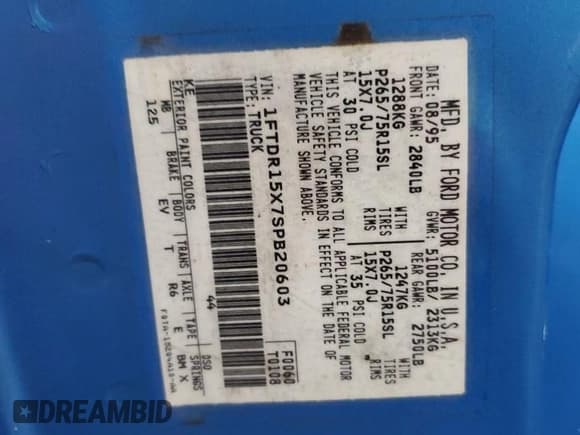 MFD. BY FORD MOTOR CO. IN U.S.A.
DATE: 08/95 GVWR: 5100LB/ 2313KG
FRONT GAWR: 2840LB REAR GAWR: 2750LB
1288KG WITH 1247KG WITH
P265/75R15SL TIRES P265/75R15SL TIRES
15X7.0J RIMS 15X7.0J RIMS
AT 30 PSI COLD AT 35 PSI COLD
THIS VEHICLE CONFORMS TO ALL APPLICABLE FEDERAL MOTOR
VEHICLE SAFETY STANDARDS IN EFFECT ON THE DATE OF
MANUFACTURE SHOWN ABOVE.
VIN: 1FTDR15X7SPB20603 F0060
TYPE: TRUCK T0108
44
EXTERIOR PAINT COLORS DSO
KE
WB BRAKE BODY TRANS AXLE TAPE SPRINGS
125 EV T R6 E BM X
DREAMBID